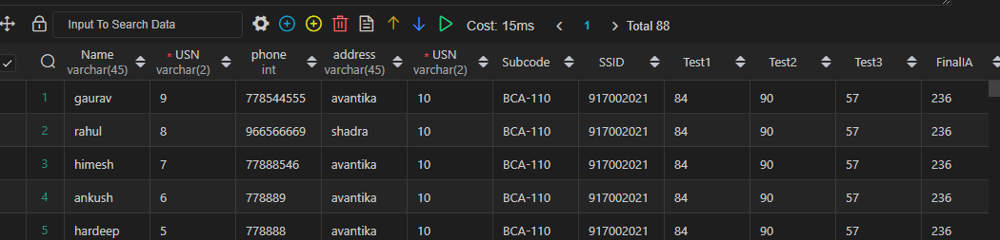 Input To Search Data Cost: 15ms 1 Total 88
Name * USN phone address * USN Subcode SSID Test1 Test2 Test3 FinalIA
varchar(45) varchar(2) int varchar(45) varchar(2)
1 gaurav 9 778544555 avantika 10 BCA-110 917002021 84 90 57 236
2 rahul 8 966566669 shadra 10 BCA-110 917002021 84 90 57 236
3 himesh 7 77888546 avantika 10 BCA-110 917002021 84 90 57 236
4 ankush 6 778889 avantika 10 BCA-110 917002021 84 90 57 236
5 hardeep 5 778888 avantika 10 BCA-110 917002021 84 90 57 236